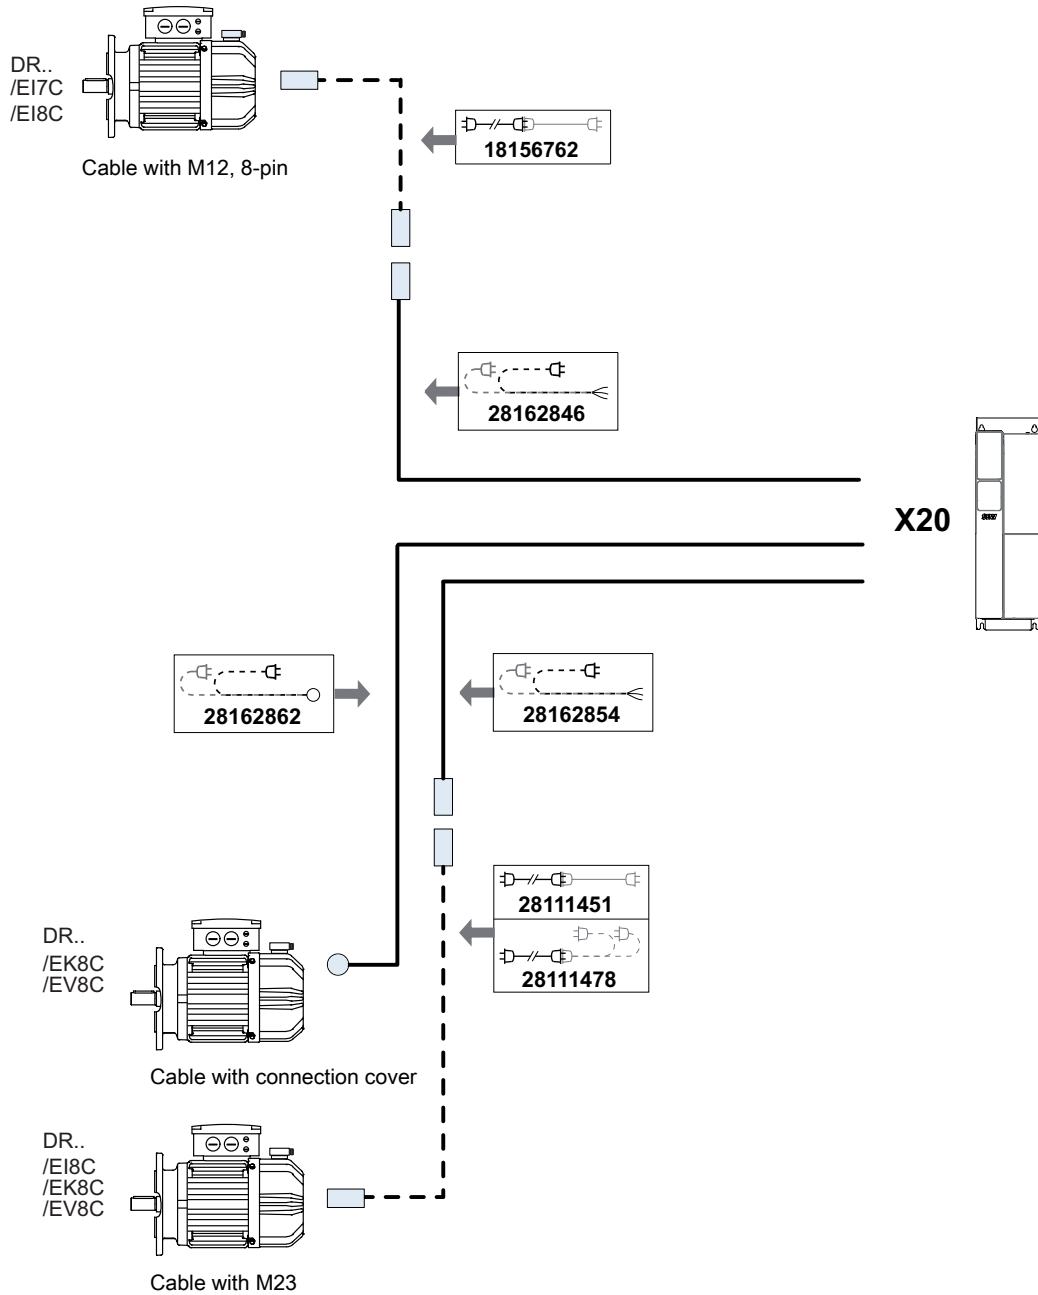 DR..
/EI7C
/EI8C
Cable with M12, 8-pin
18156762
28162846
X20
28162862
28162854
28111451
28111478
DR..
/EK8C
/EV8C
Cable with connection cover
DR..
/EI8C
/EK8C
/EV8C
Cable with M23